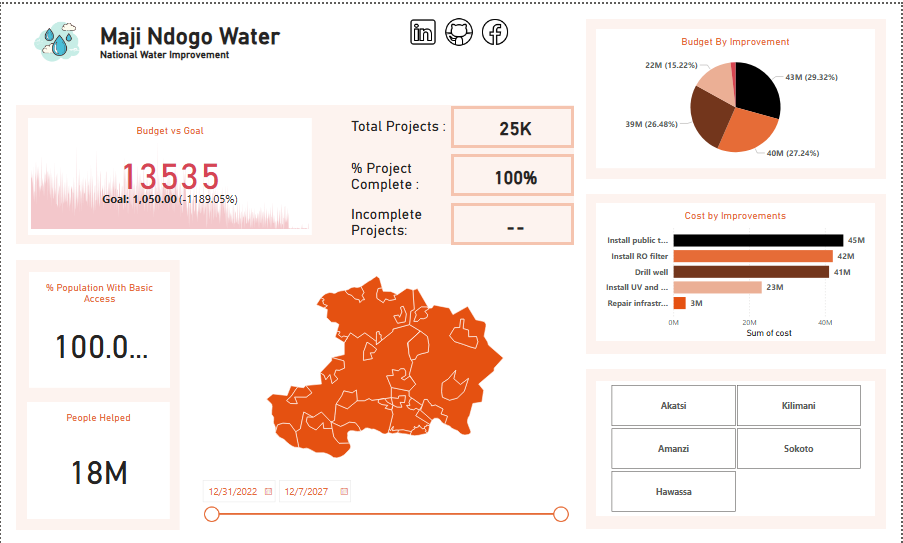 Maji Ndogo Water
National Water Improvement
Budget vs Goal
13535
Goal: 1,050.00 (-1189.05%)
Total Projects :
25K
% Project
Complete :
100%
Incomplete
Projects:
--
Budget By Improvement
22M (15.22%)
43M (29.32%)
39M (26.48%)
40M (27.24%)
Cost by Improvements
Install public t...
45M
Install RO filter
42M
Drill well
41M
Install UV and ...
23M
Repair infrastr...
3M
0M
20M
40M
Sum of cost
% Population With Basic
Access
100.0...
People Helped
18M
12/31/2022
12/7/2027
Akatsi
Kilimani
Amanzi
Sokoto
Hawassa